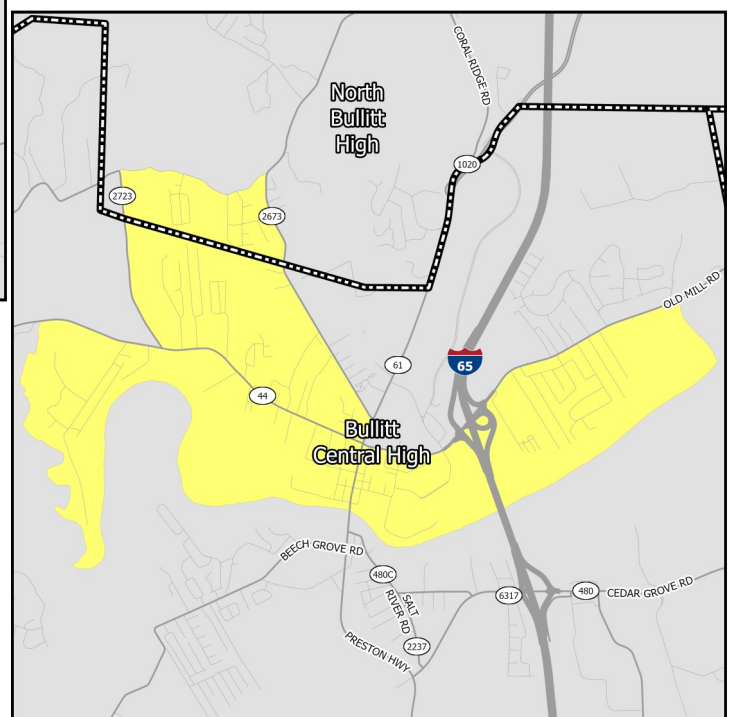 CORAL RIDGE RD
North
Bullitt
High
1020
2723
2673
OLD MILL RD
61
65
44
Bullitt
Central High
BEECH GROVE RD
480C
SALT
RIVER RD
6317
480
CEDAR GROVE RD
PRESTON HWY
2237